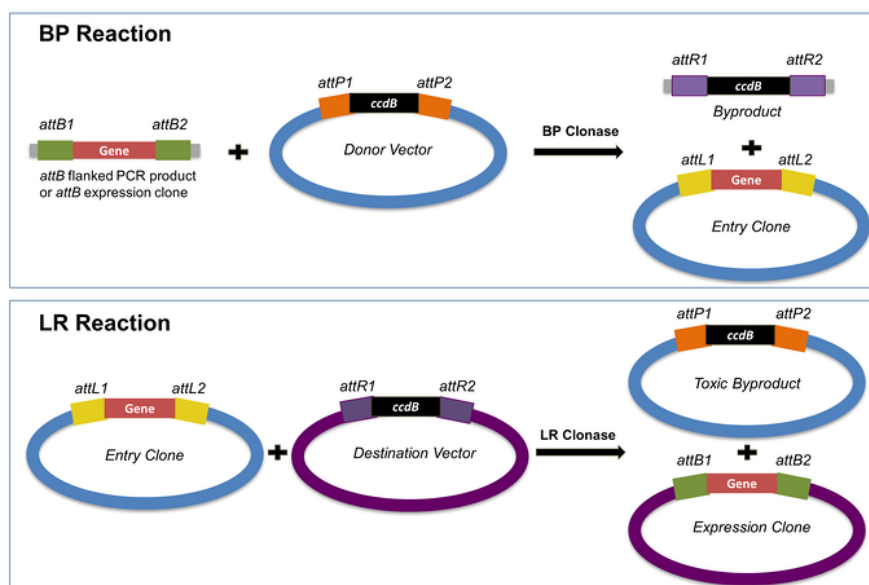 BP Reaction
attB1
attB2
Gene
attB flanked PCR product
or attB expression clone
attP1
attP2
ccdB
Donor Vector
BP Clonase
attR1
attR2
ccdB
Byproduct
attL1
attL2
Gene
Entry Clone
LR Reaction
attL1
attL2
Gene
Entry Clone
attR1
attR2
ccdB
Destination Vector
LR Clonase
attP1
attP2
ccdB
Toxic Byproduct
attB1
attB2
Gene
Expression Clone